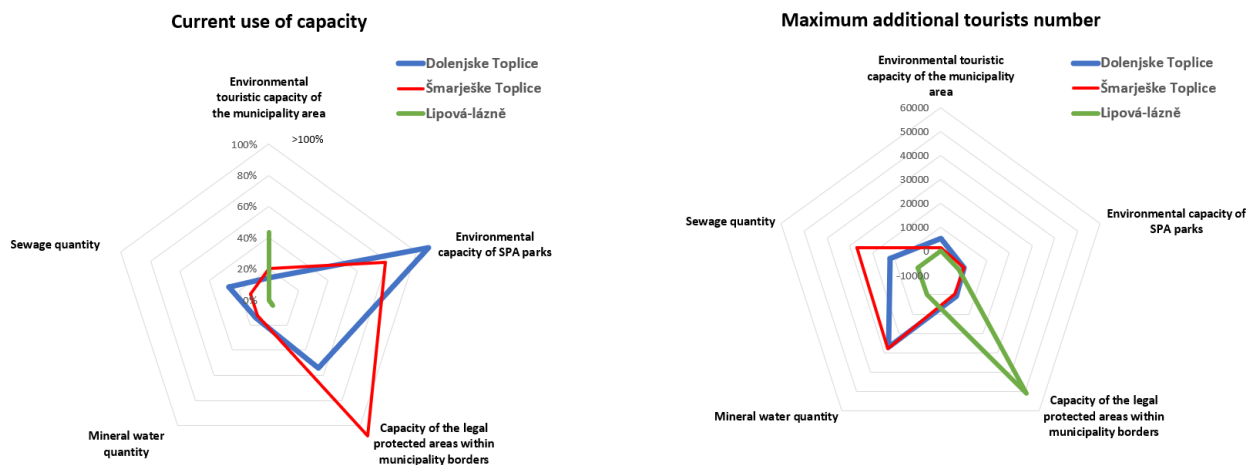 Current use of capacity
Dolenjske Toplice
Šmarješke Toplice
Lipová-lázně
Environmental
touristic capacity of
the municipality area
>100%
100%
80%
60%
40%
20%
0%
Sewage quantity
Environmental
capacity of SPA parks
Mineral water
quantity
Capacity of the legal
protected areas within
municipality borders
Maximum additional tourists number
Dolenjske Toplice
Šmarješke Toplice
Lipová-lázně
Environmental touristic
capacity of the municipality
area
60000
50000
40000
30000
20000
10000
0
-10000
Sewage quantity
Environmental capacity of
SPA parks
Mineral water quantity
Capacity of the legal
protected areas within
municipality borders